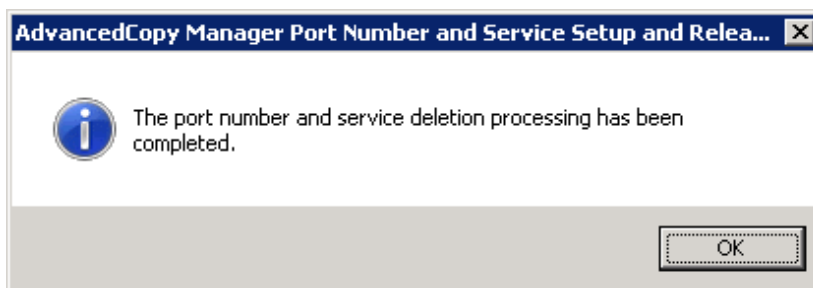 AdvancedCopy Manager Port Number and Service Setup and Relea...
The port number and service deletion processing has been
completed.
OK